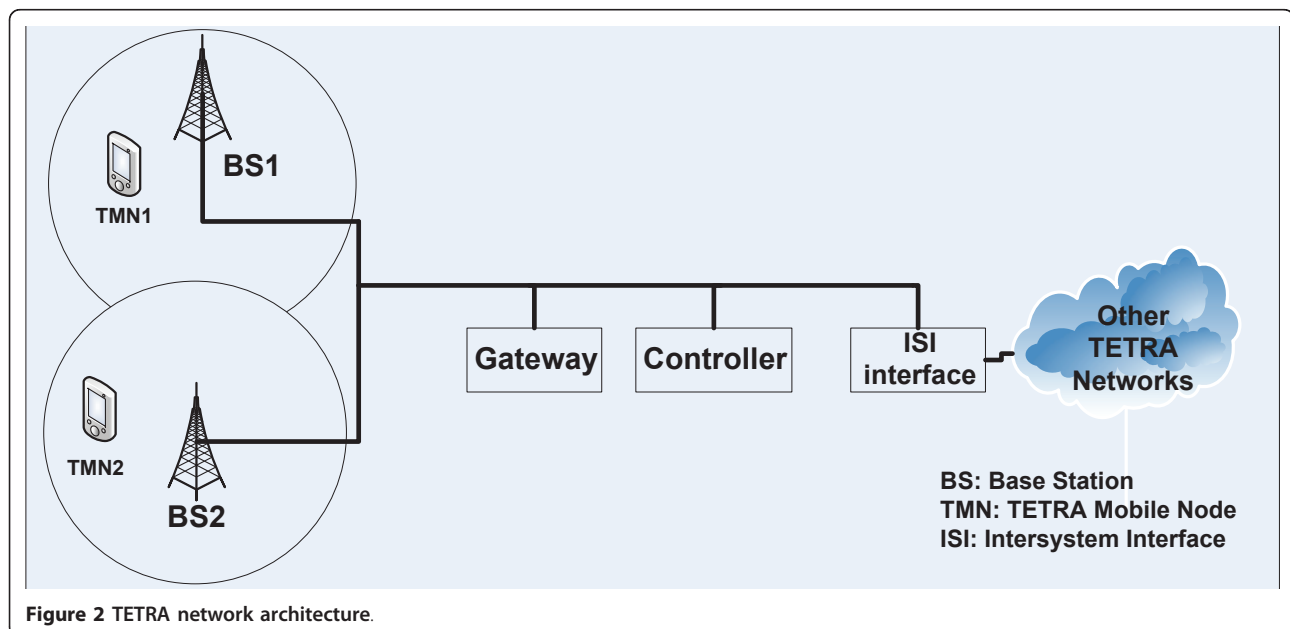 BS1
TMN1
Gateway
Controller
ISI
interface
Other
TETRA
Networks
TMN2
BS2
BS: Base Station
TMN: TETRA Mobile Node
ISI: Intersystem Interface
Figure 2 TETRA network architecture.